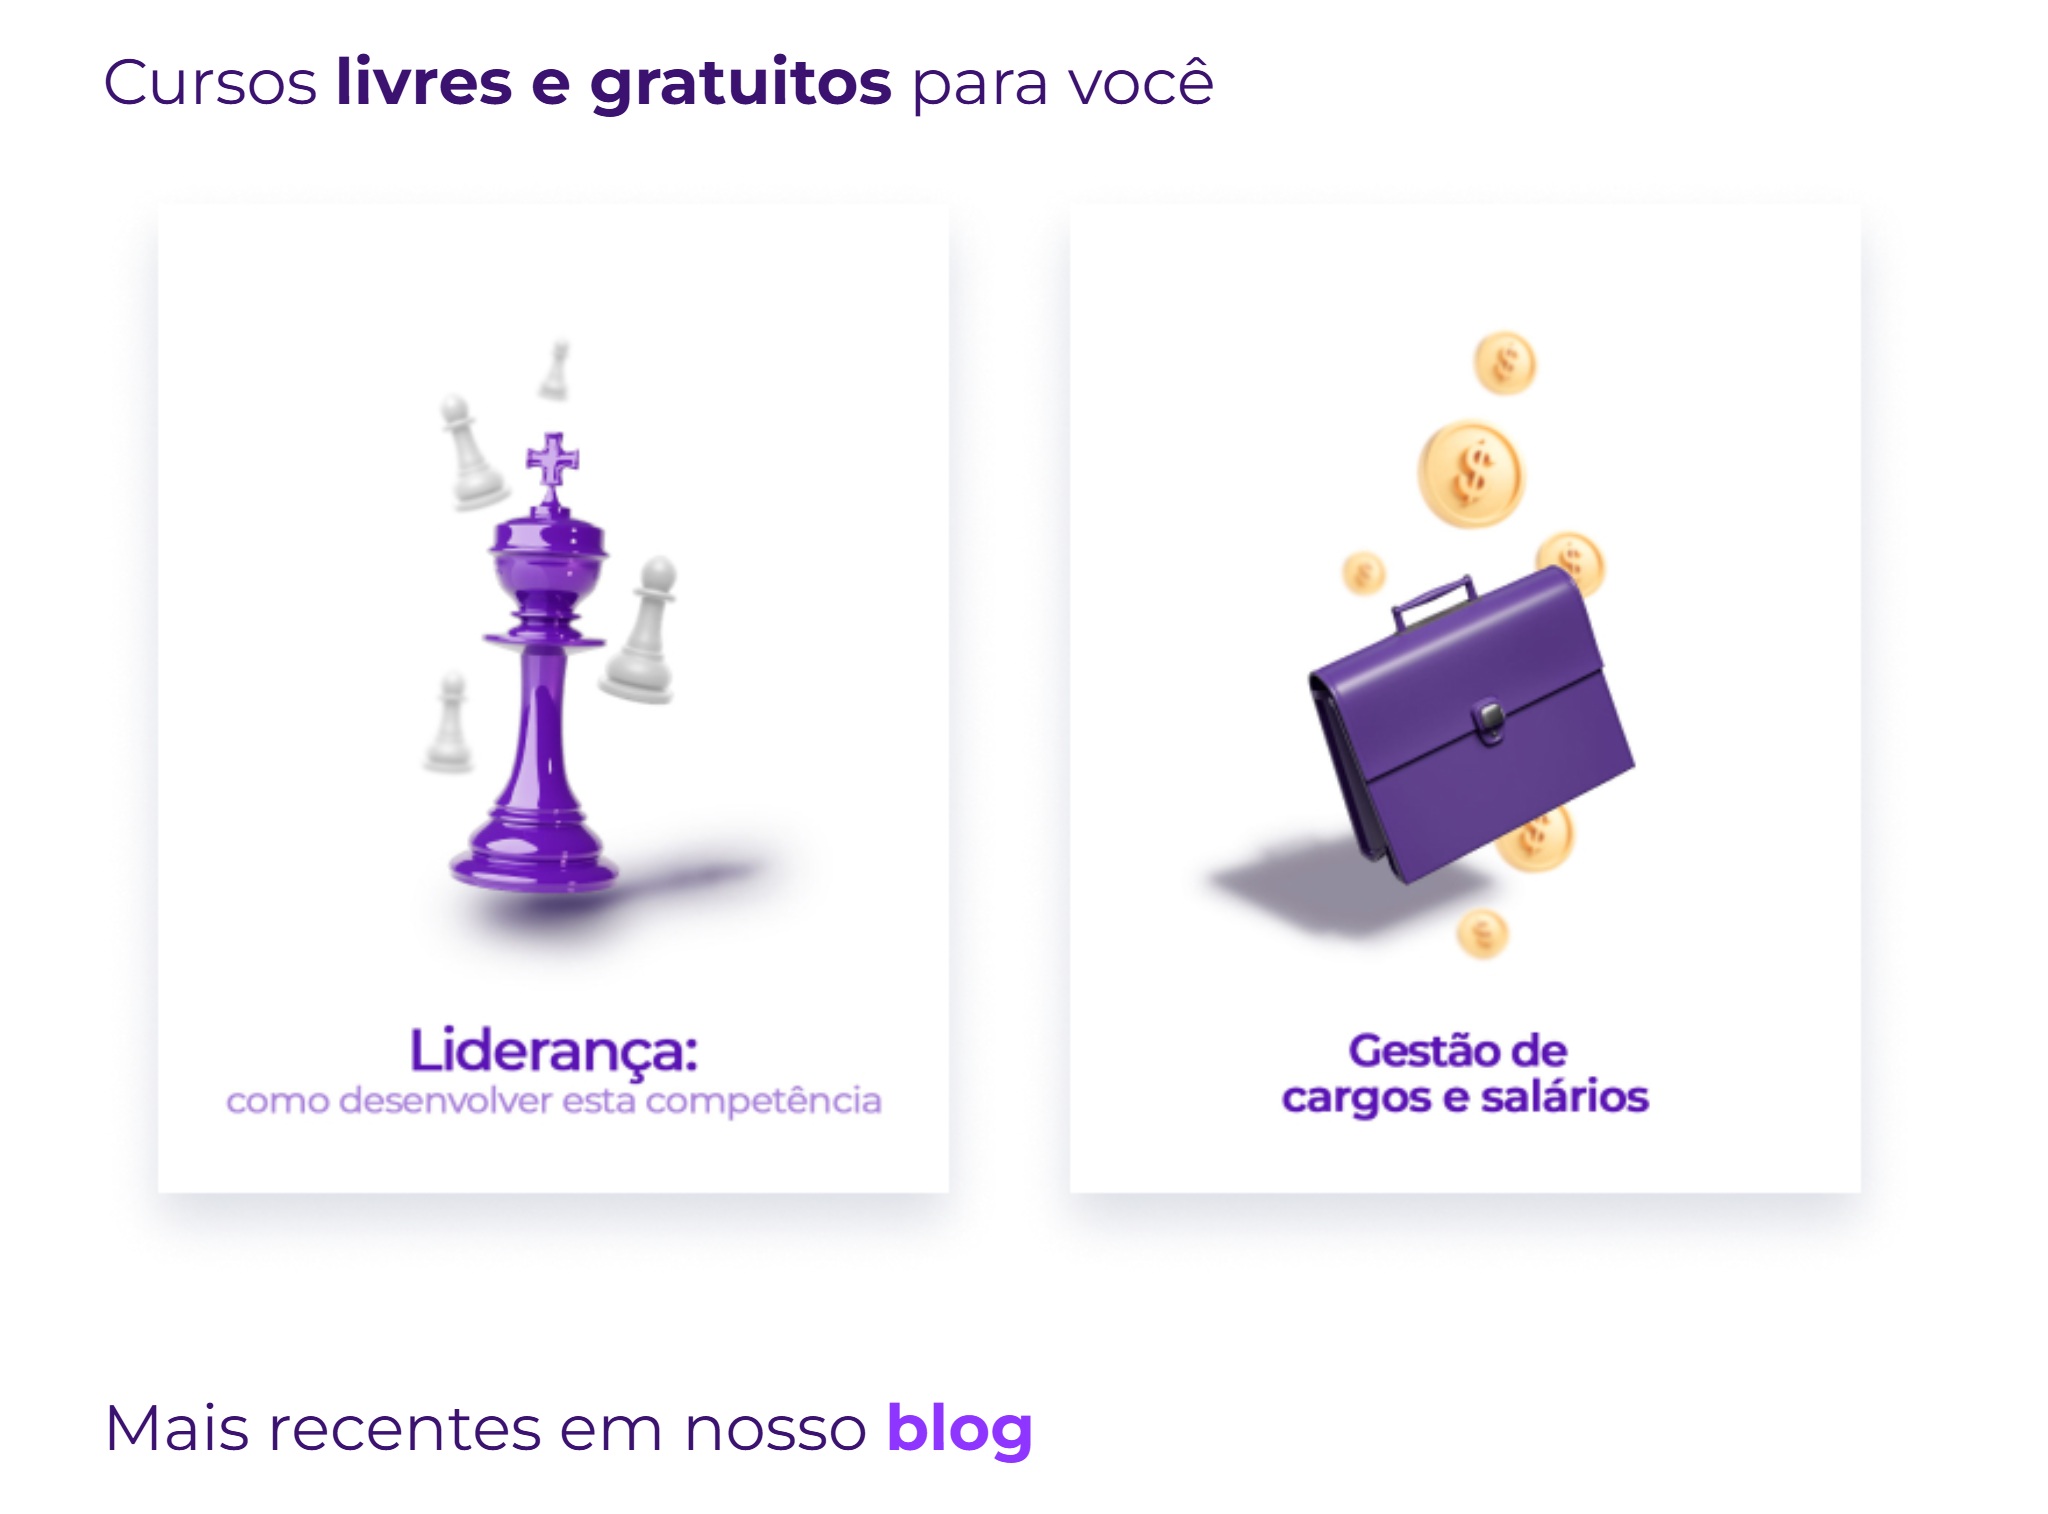 Cursos livres e gratuitos para você
Liderança:
como desenvolver esta competência
Gestão de
cargos e salários
Mais recentes em nosso blog